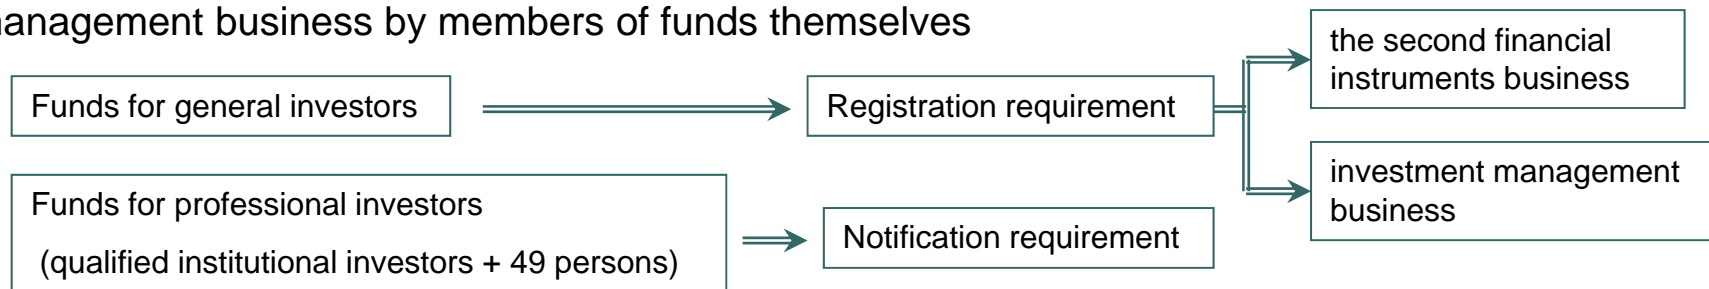 management business by members of funds themselves
Funds for general investors
Registration requirement
the second financial
instruments business
investment management
business
Funds for professional investors
(qualified institutional investors + 49 persons)
Notification requirement